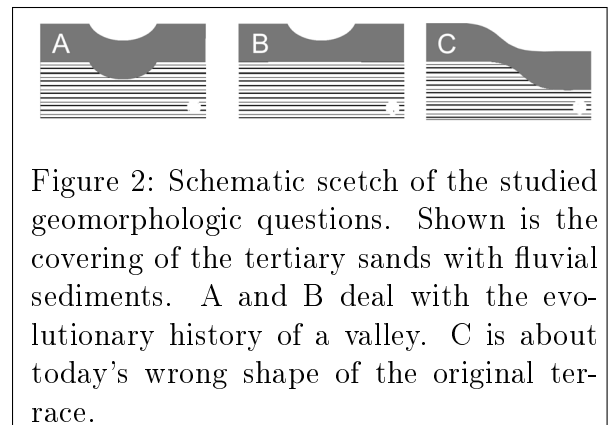 A B C
Figure 2: Schematic scetch of the studied
geomorphologic questions. Shown is the
covering of the tertiary sands with fluvial
sediments. A and B deal with the evo-
lutionary history of a valley. C is about
today's wrong shape of the original ter-
race.